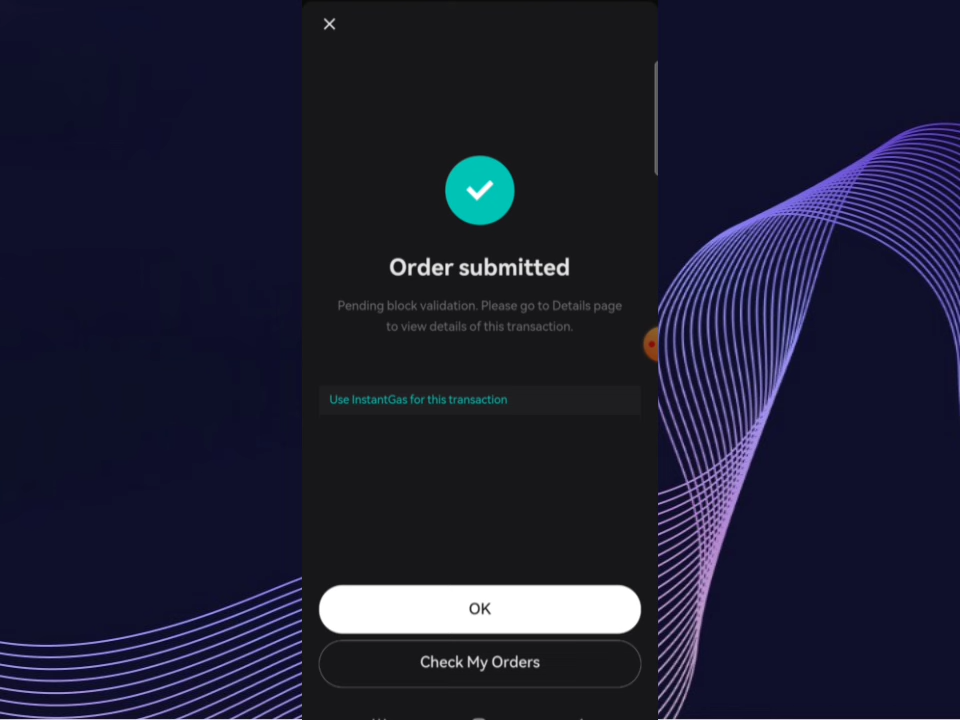 Order submitted
Pending block validation. Please go to Details page
to view details of this transaction.
Use InstantGas for this transaction
OK
Check My Orders